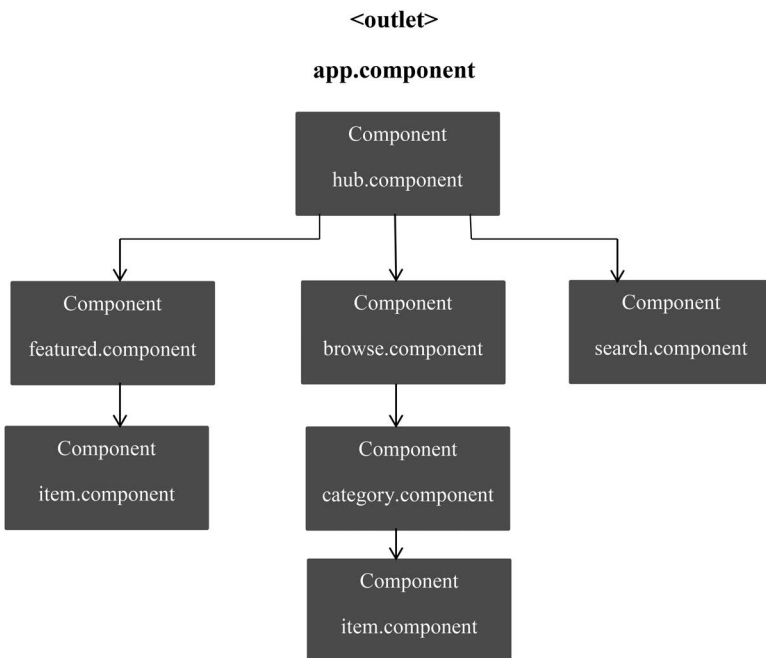 <outlet>
app.component
Component
hub.component
Component
featured.component
Component
browse.component
Component
search.component
Component
item.component
Component
category.component
Component
item.component